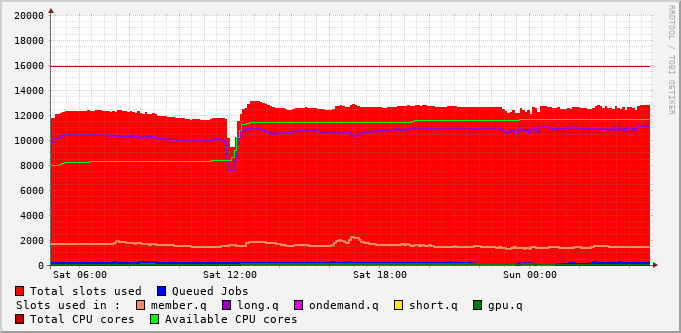 20000
18000
16000
14000
12000
10000
8000
6000
4000
2000
0
Sat 06:00 Sat 12:00 Sat 18:00 Sun 00:00
Total slots used Queued Jobs
Slots used in : member.q long.q ondemand.q short.q gpu.q
Total CPU cores Available CPU cores
RRDTOOL / TOBI OETIKER